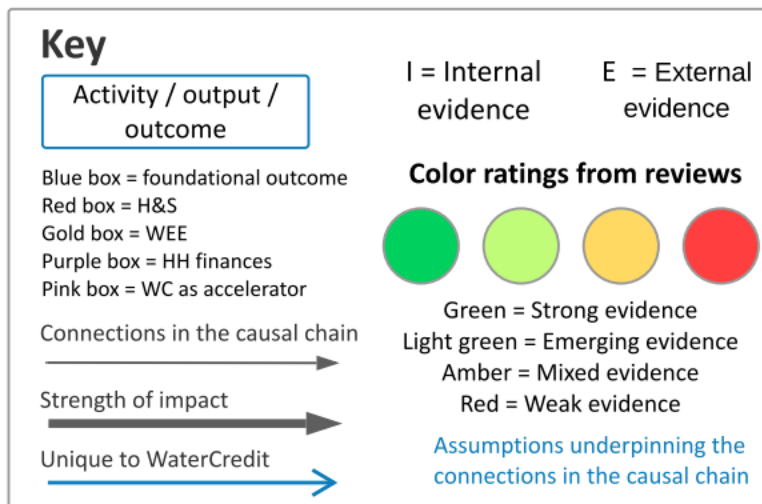 Key
Activity / output /
outcome
Blue box = foundational outcome
Red box = H&S
Gold box = WEE
Purple box = HH finances
Pink box = WC as accelerator
Connections in the causal chain
Strength of impact
Unique to WaterCredit
I = Internal
evidence
E = External
evidence
Color ratings from reviews
Green = Strong evidence
Light green = Emerging evidence
Amber = Mixed evidence
Red = Weak evidence
Assumptions underpinning the
connections in the causal chain